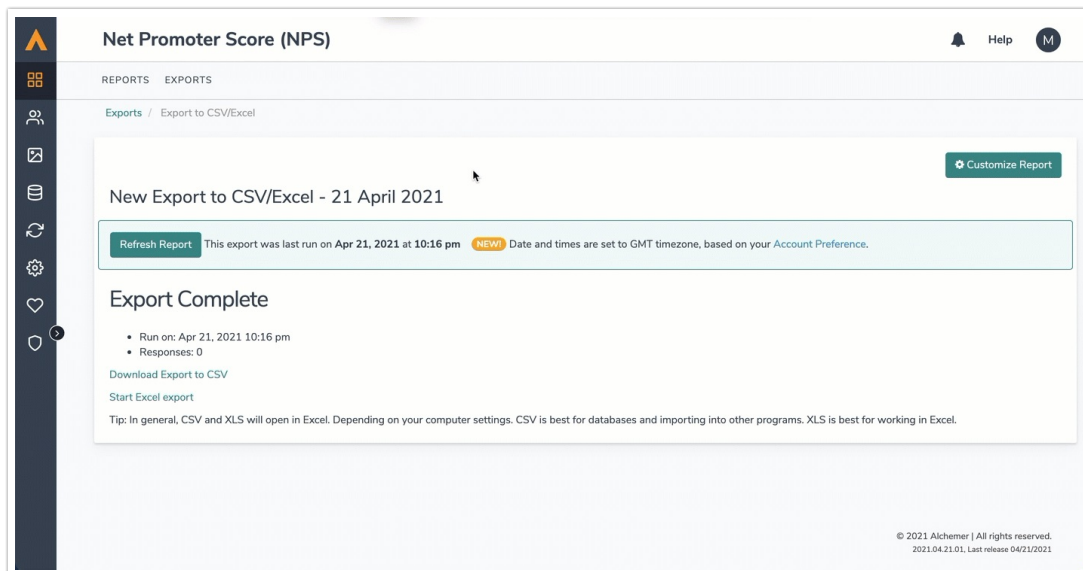 Net Promoter Score (NPS)
Help
M
REPORTS EXPORTS
Exports / Export to CSV/Excel
Customize Report
New Export to CSV/Excel - 21 April 2021
Refresh Report This export was last run on Apr 21, 2021 at 10:16 pm NEW! Date and times are set to GMT timezone, based on your Account Preference.
Export Complete
• Run on: Apr 21, 2021 10:16 pm
• Responses: 0
Download Export to CSV
Start Excel export
Tip: In general, CSV and XLS will open in Excel. Depending on your computer settings. CSV is best for databases and importing into other programs. XLS is best for working in Excel.
© 2021 Alchemer | All rights reserved.
2021.04.21.01, Last release 04/21/2021